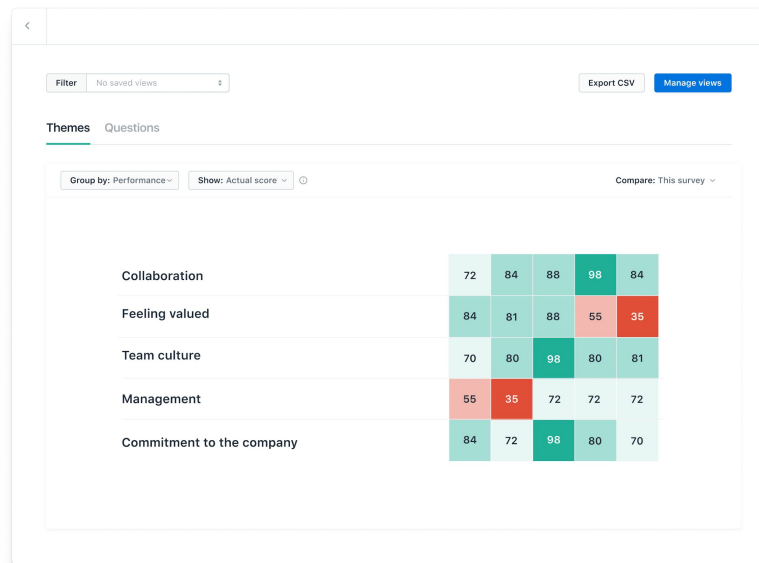 Filter No saved views Export CSV Manage views
Themes Questions
Group by: Performance Show: Actual score Compare: This survey
Collaboration 72 84 88 98 84
Feeling valued 84 81 88 55 35
Team culture 70 80 98 80 81
Management 55 35 72 72 72
Commitment to the company 84 72 98 80 70